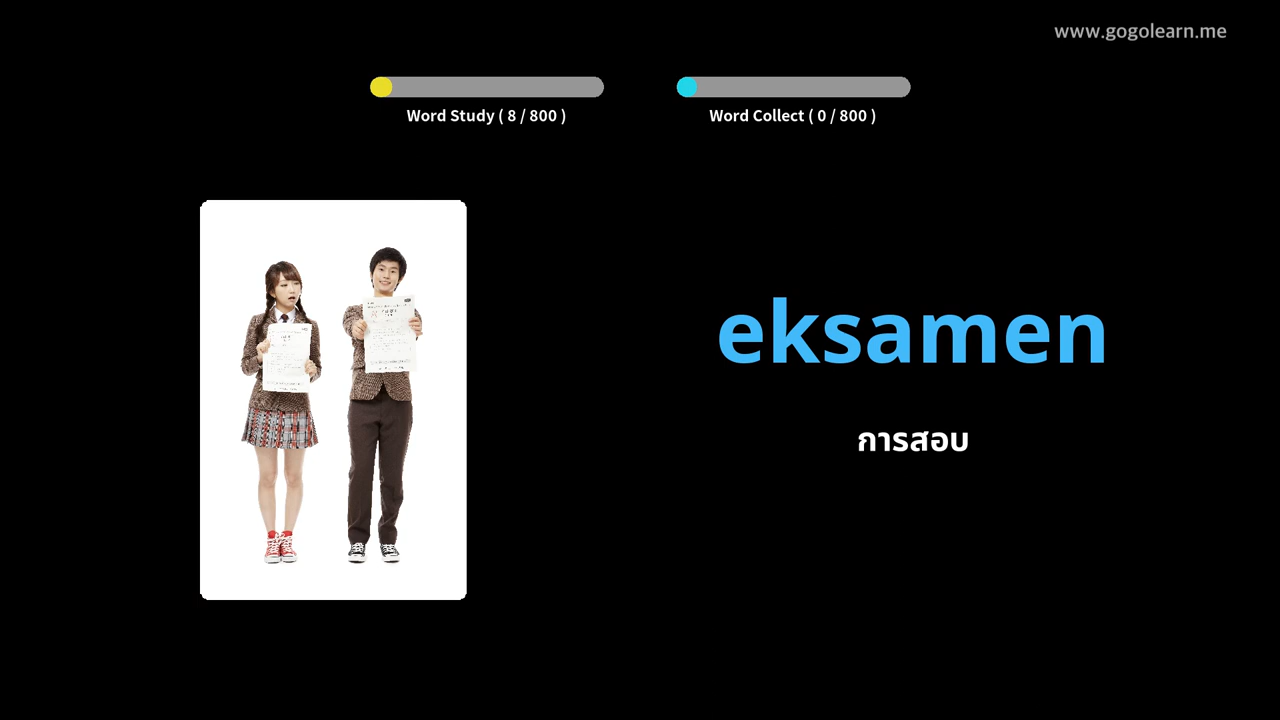 www.gogolearn.me
Word Study ( 8 / 800 )
Word Collect ( 0 / 800 )
eksamen
การสอบ